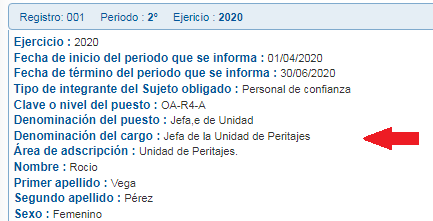 Registro: 001 Periodo : 2º Ejericio : 2020
Ejercicio : 2020
Fecha de inicio del periodo que se informa : 01/04/2020
Fecha de término del periodo que se informa : 30/06/2020
Tipo de integrante del Sujeto obligado : Personal de confianza
Clave o nivel del puesto : OA-R4-A
Denominación del puesto : Jefa,e de Unidad
Denominación del cargo : Jefa de la Unidad de Peritajes
Área de adscripción : Unidad de Peritajes.
Nombre : Rocio
Primer apellido : Vega
Segundo apellido : Pérez
Sexo : Femenino